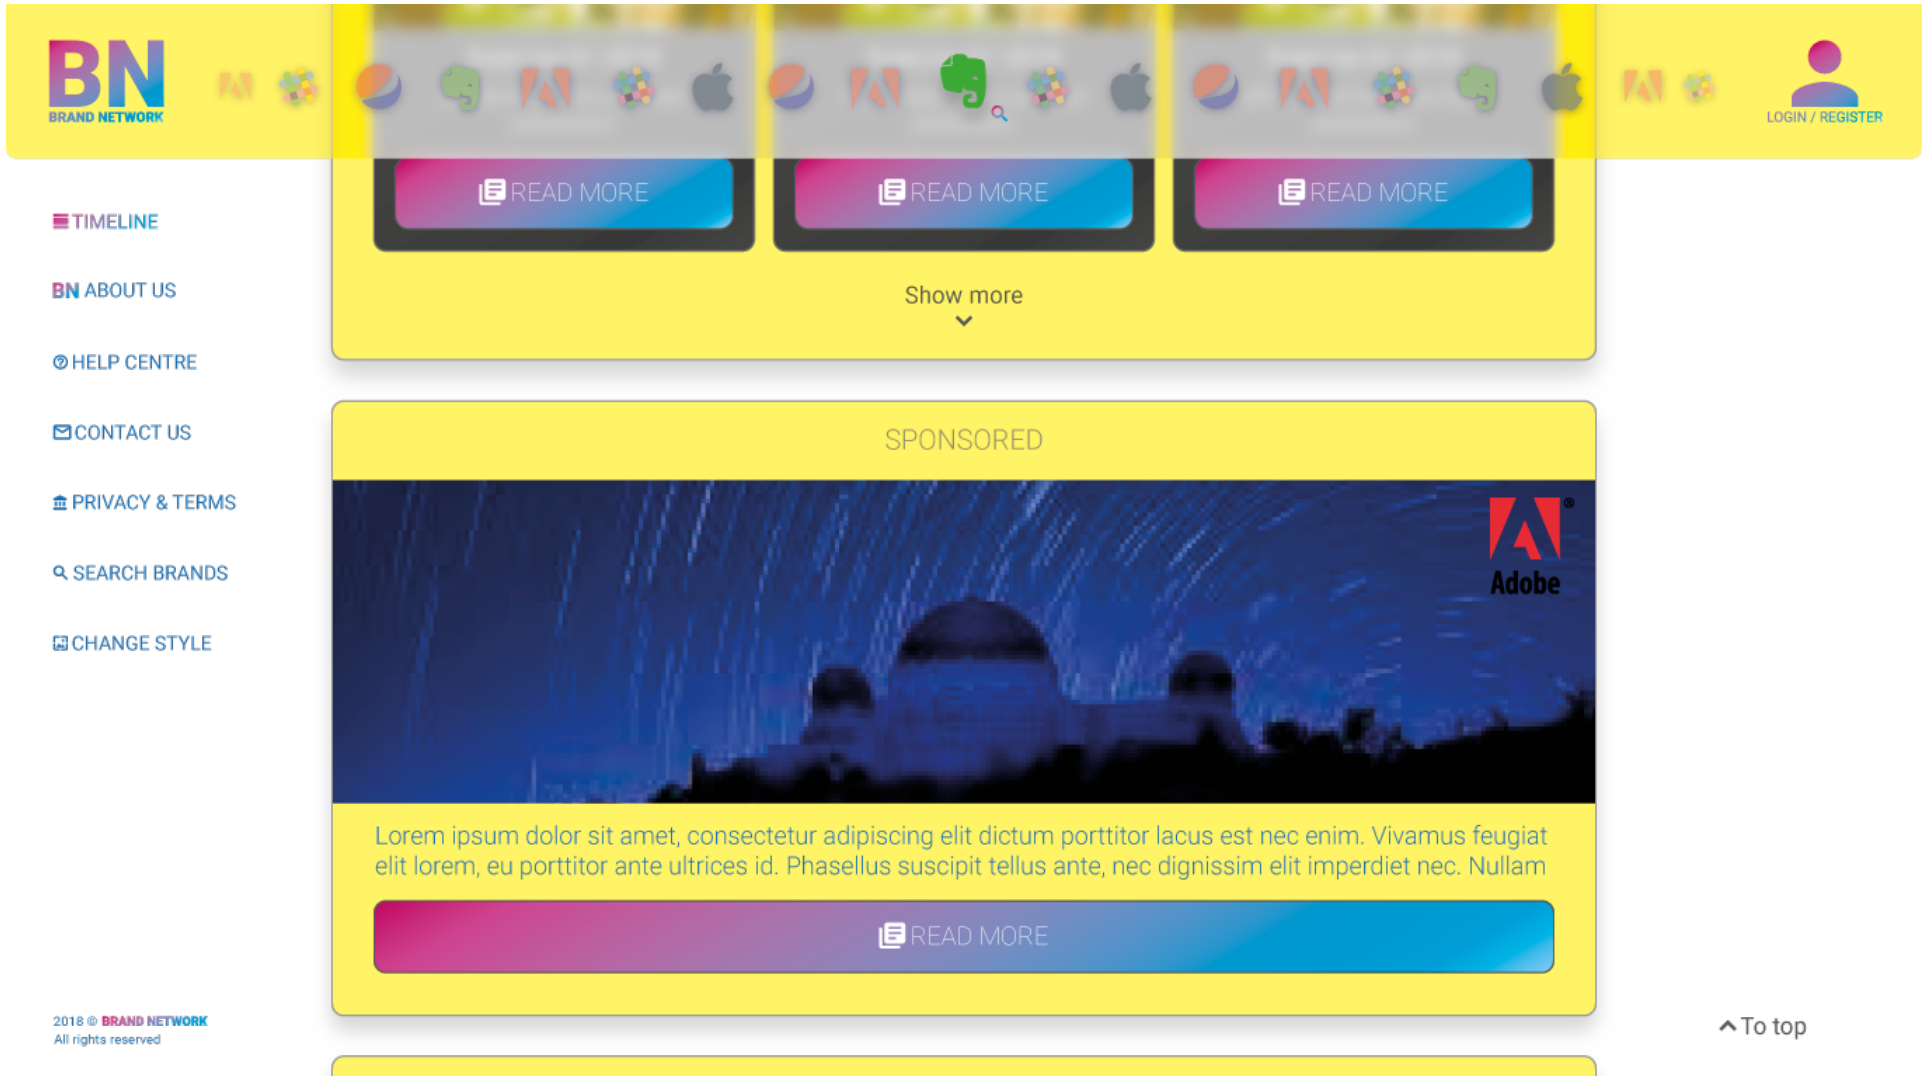 BN
BRAND NETWORK
LOGIN / REGISTER
READ MORE
READ MORE
READ MORE
TIMELINE
BN ABOUT US
HELP CENTRE
CONTACT US
PRIVACY & TERMS
SEARCH BRANDS
CHANGE STYLE
Show more
SPONSORED
Adobe
®
Lorem ipsum dolor sit amet, consectetur adipiscing elit dictum porttitor lacus est nec enim. Vivamus feugiat
elit lorem, eu porttitor ante ultrices id. Phasellus suscipit tellus ante, nec dignissim elit imperdiet nec. Nullam
READ MORE
2018 © BRAND NETWORK
All rights reserved
To top